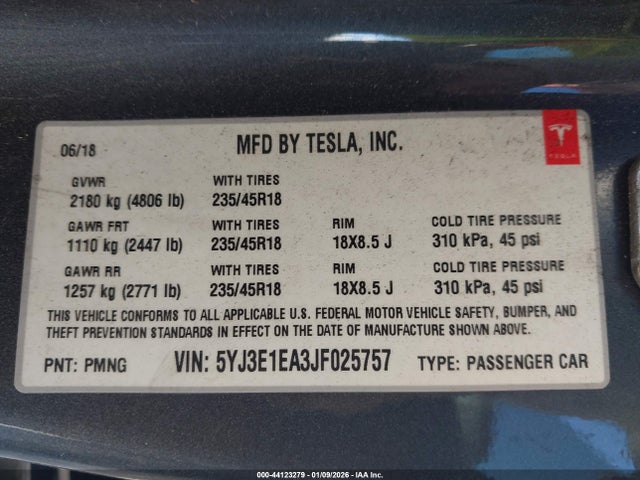 06/18 MFD BY TESLA, INC.
TESLA
GVWR WITH TIRES
2180 kg (4806 lb) 235/45R18
GAWR FRT WITH TIRES RIM COLD TIRE PRESSURE
1110 kg (2447 lb) 235/45R18 18X8.5 J 310 kPa, 45 psi
GAWR RR WITH TIRES RIM COLD TIRE PRESSURE
1257 kg (2771 lb) 235/45R18 18X8.5 J 310 kPa, 45 psi
THIS VEHICLE CONFORMS TO ALL APPLICABLE U.S. FEDERAL MOTOR VEHICLE SAFETY, BUMPER, AND
THEFT PREVENTION STANDARDS IN EFFECT ON THE DATE OF MANUFACTURE SHOWN ABOVE.
PNT: PMNG VIN: 5YJ3E1EA3JF025757 TYPE: PASSENGER CAR
000-44123279 - 01/09/2026 - IAA Inc.